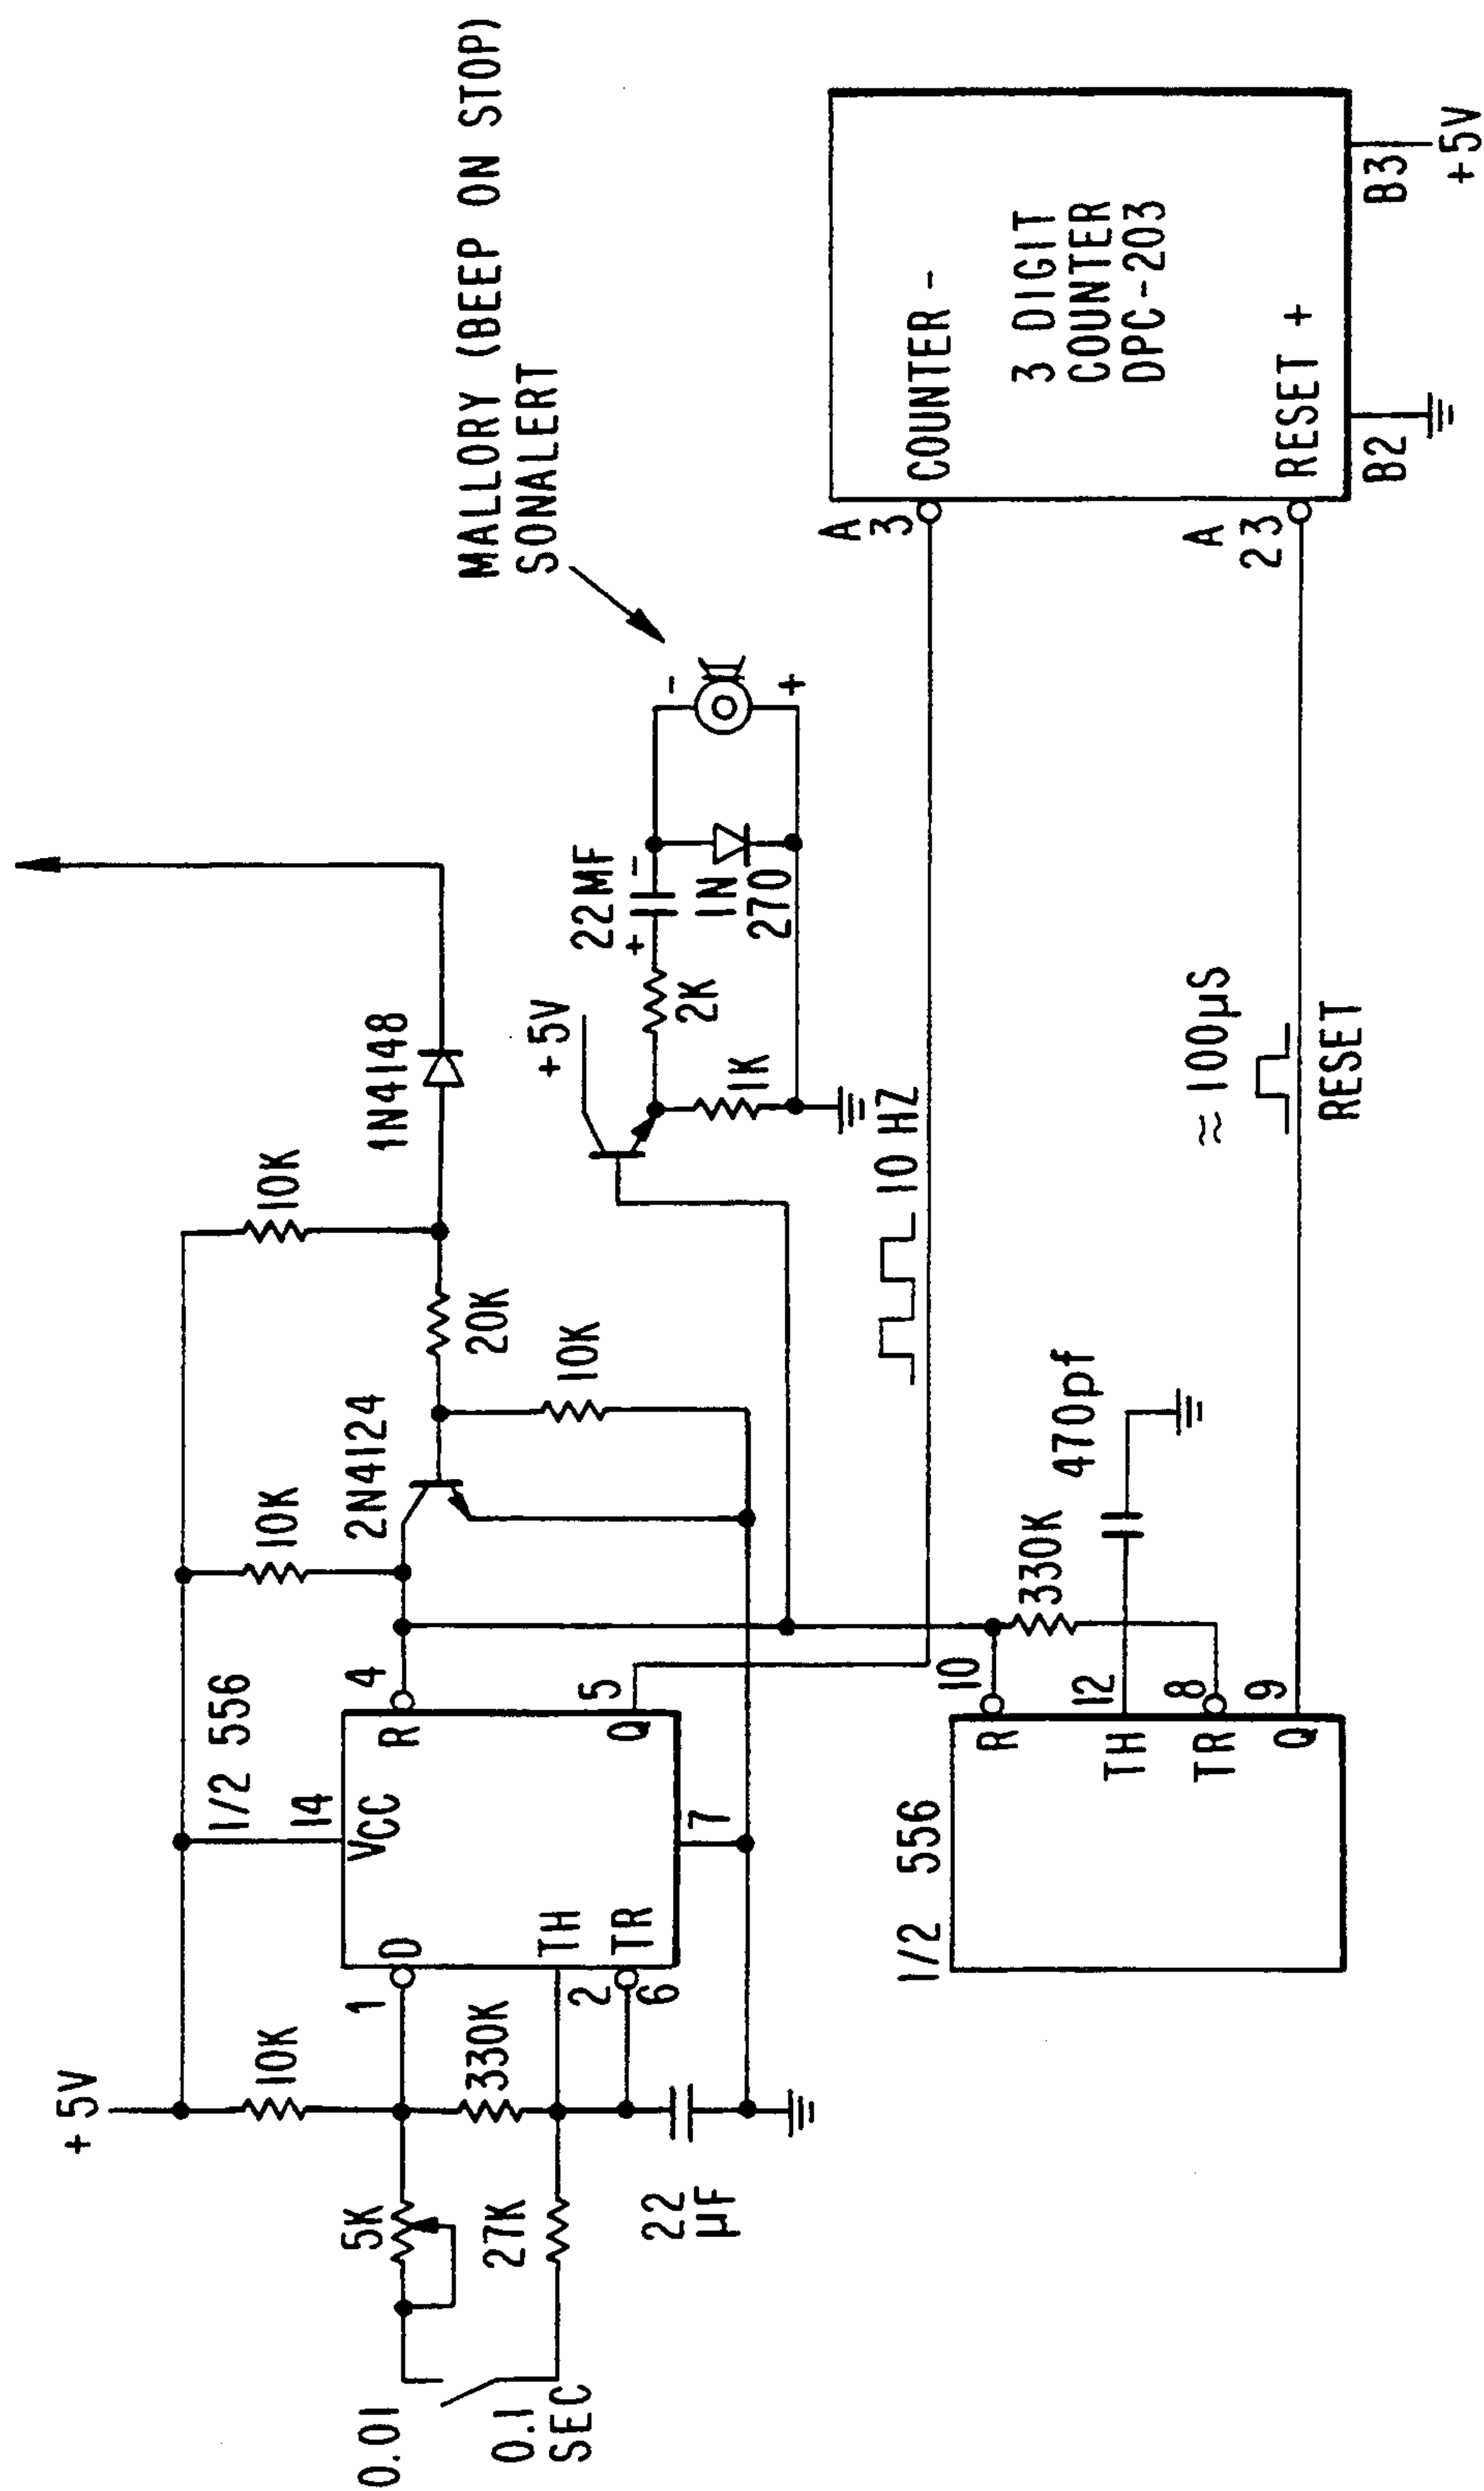 +5V
0.01
0.1
SEC
5K
27K
10K
330K
22
µF
1
2
6
D
TH
TR
VCC
14
1/2 556
7
R
4
Q
5
10K
2N4124
10K
20K
10K
1N4148
+5V
1K
2K
22MF
+
-
1N
270
-
+
MALLORY (BEEP ON STOP)
SONALERT
10 HZ
1/2 556
R
10
TH
12
TR
8
Q
9
330K
470pf
≈100µS
RESET
A
3
A
23
COUNTER -
3 DIGIT
COUNTER
DPC-203
RESET +
B2
B3
+5V